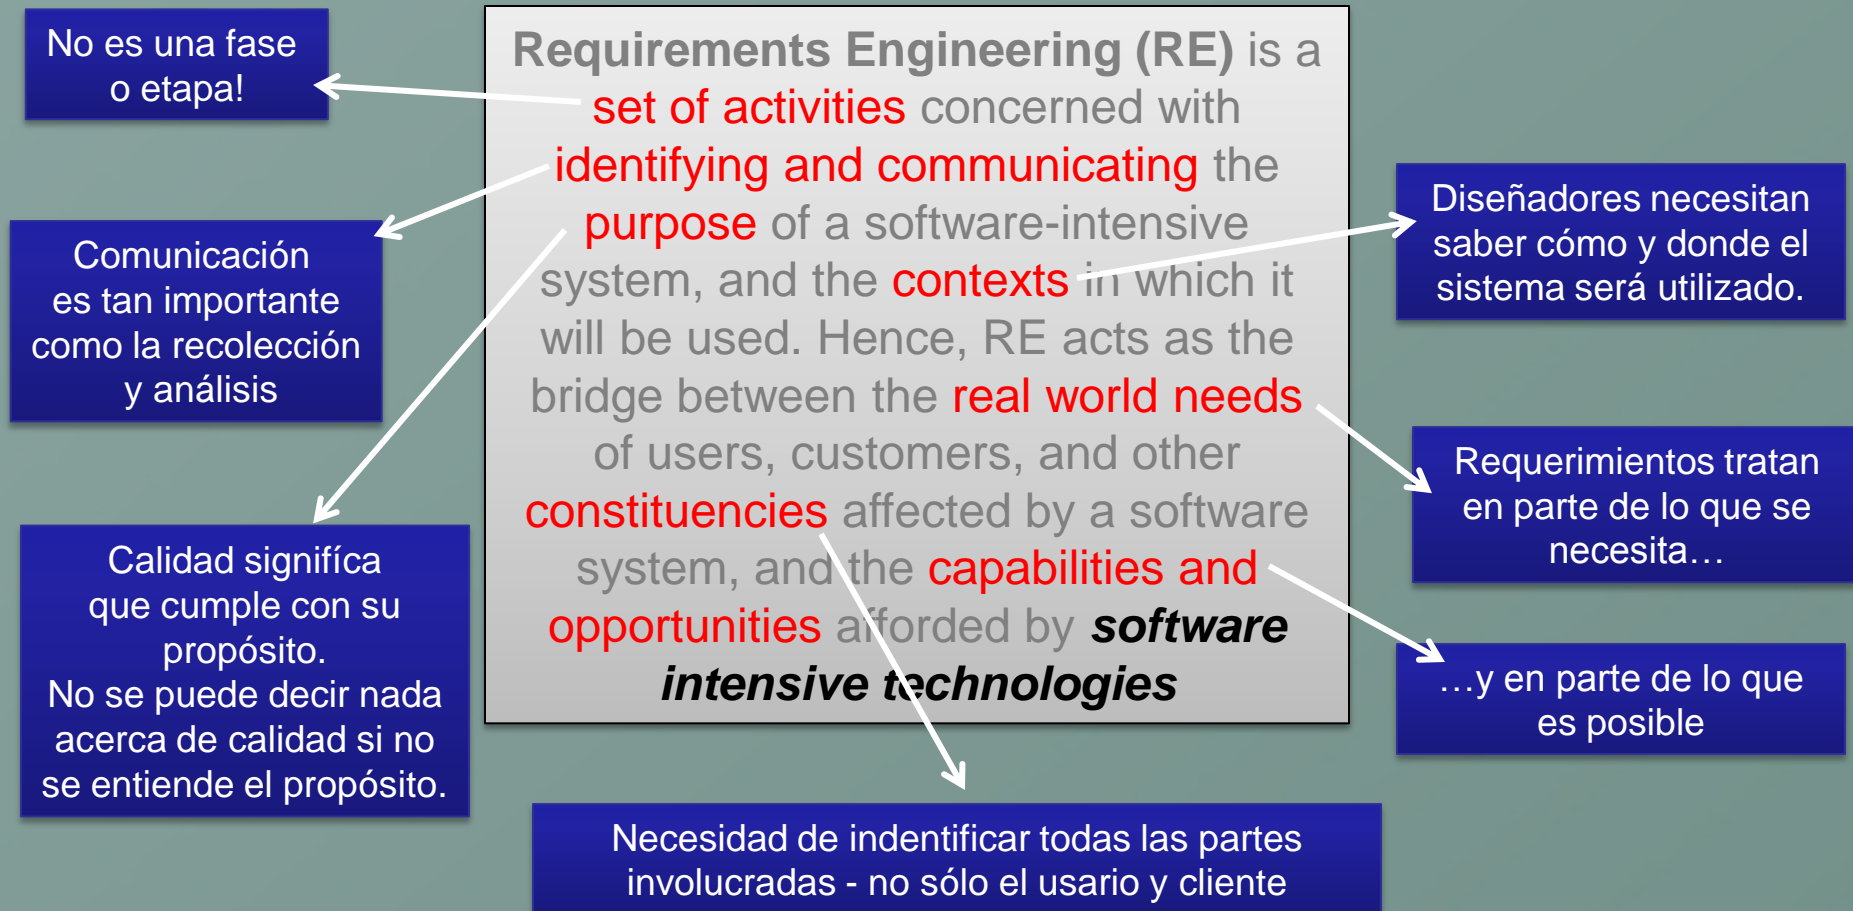 No es una fase
o etapa!
Requirements Engineering (RE) is a
set of activities concerned with
identifying and communicating the
purpose of a software-intensive
system, and the contexts in which it
will be used. Hence, RE acts as the
bridge between the real world needs
of users, customers, and other
constituencies affected by a software
system, and the capabilities and
opportunities afforded by software
intensive technologies
Comunicación
es tan importante
como la recolección
y análisis
Calidad signifíca
que cumple con su
propósito.
No se puede decir nada
acerca de calidad si no
se entiende el propósito.
Diseñadores necesitan
saber cómo y donde el
sistema será utilizado.
Requerimientos tratan
en parte de lo que se
necesita…
…y en parte de lo que
es posible
Necesidad de indentificar todas las partes
involucradas - no sólo el usario y cliente